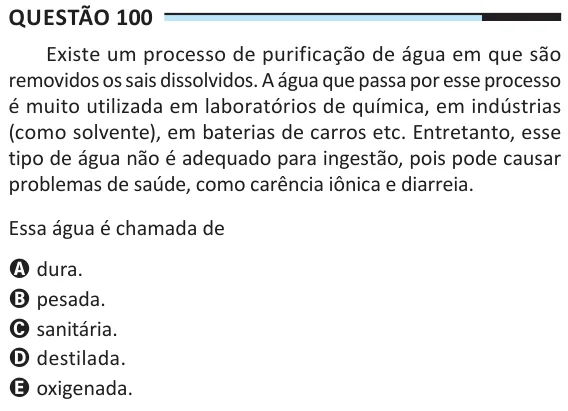 QUESTÃO 100
Existe um processo de purificação de água em que são
removidos os sais dissolvidos. A água que passa por esse processo
é muito utilizada em laboratórios de química, em indústrias
(como solvente), em baterias de carros etc. Entretanto, esse
tipo de água não é adequado para ingestão, pois pode causar
problemas de saúde, como carência iônica e diarreia.
Essa água é chamada de
A dura.
B pesada.
C sanitária.
D destilada.
E oxigenada.